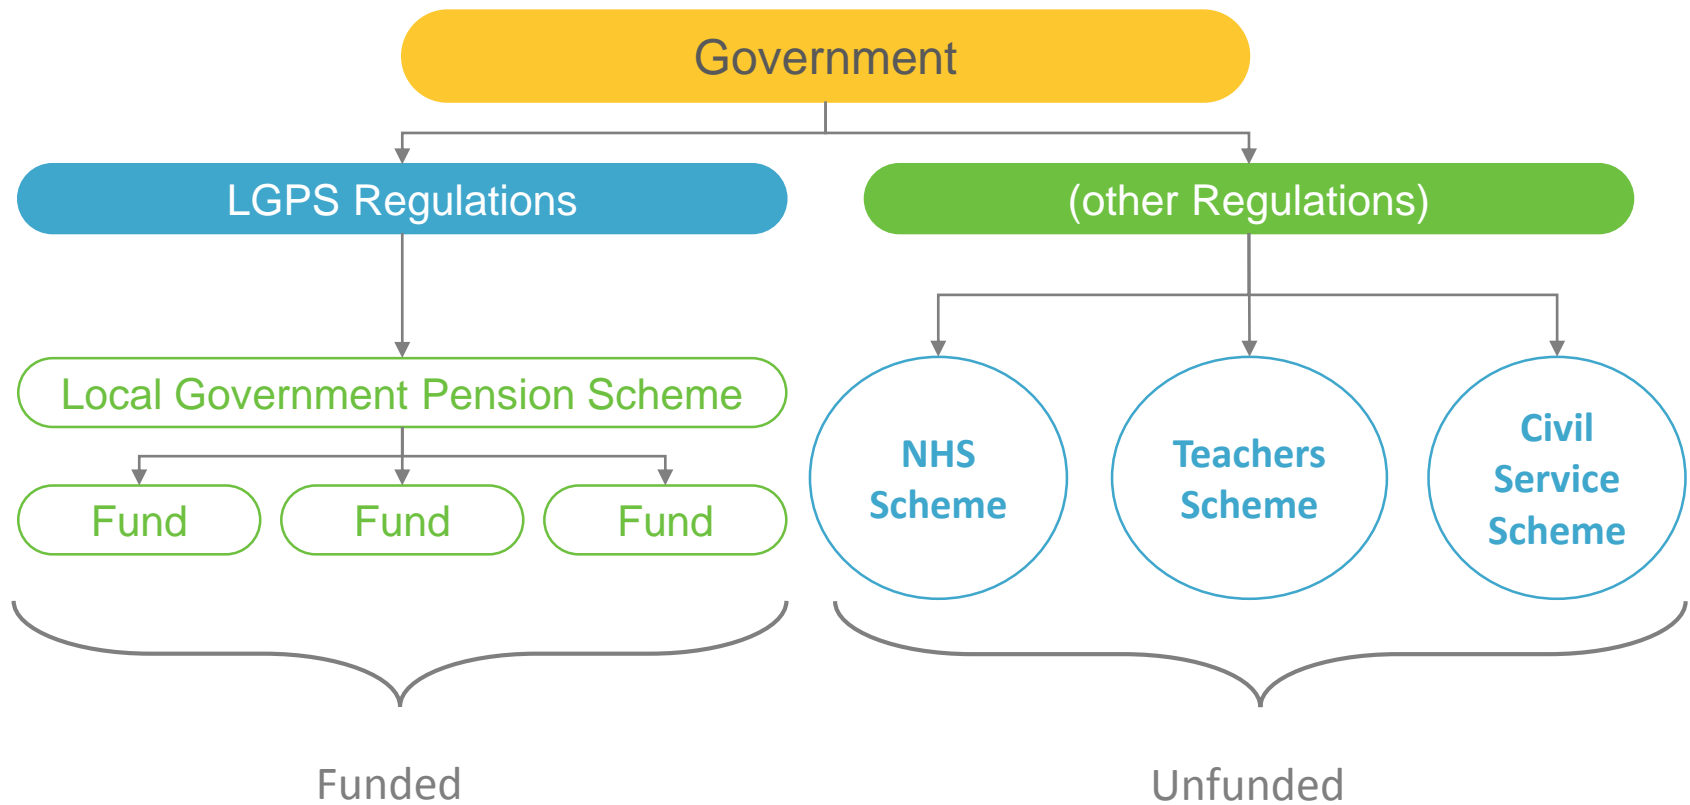 Government
LGPS Regulations
(other Regulations)
Local Government Pension Scheme
Fund
Fund
Fund
NHS
Scheme
Teachers
Scheme
Civil
Service
Scheme
Funded
Unfunded